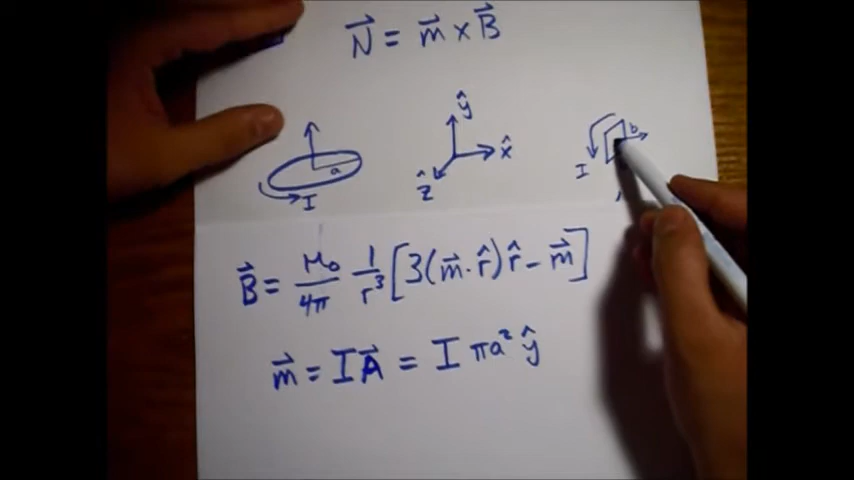 N⃗ = m⃗ × B⃗
ŷ
x̂
ẑ
a
I
b
I
B⃗ = μ₀/4π 1/r³ [3(m⃗ · r̂) r̂ − m⃗]
m⃗ = IA⃗ = I πa² ŷ